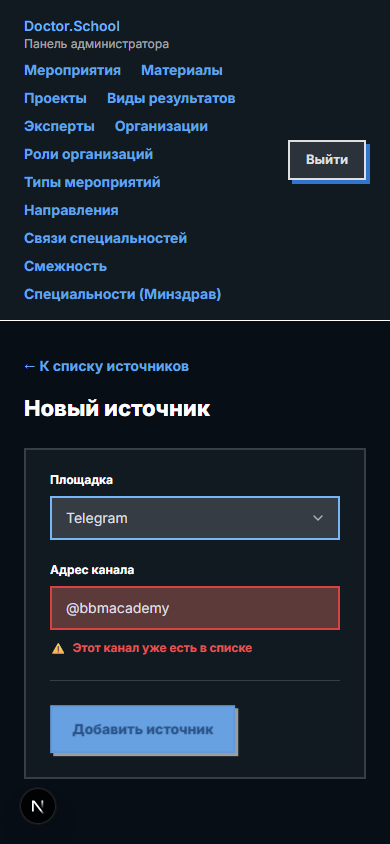 Doctor.School
Панель администратора
Мероприятия Материалы
Проекты Виды результатов
Эксперты Организации
Роли организаций
Выйти
Типы мероприятий
Направления
Связи специальностей
Смежность
Специальности (Минздрав)
← К списку источников
Новый источник
Площадка
Telegram
Адрес канала
@bbmacademy
Этот канал уже есть в списке
Добавить источник
N